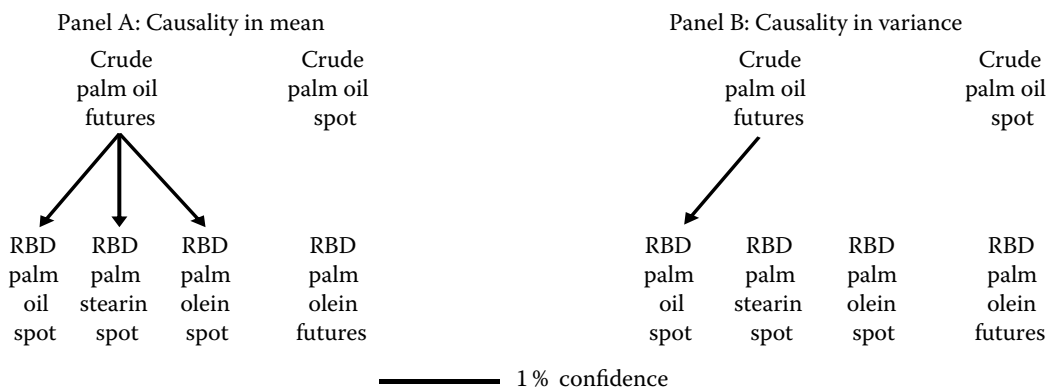 Panel A: Causality in mean
Crude
palm oil
futures
Crude
palm oil
spot
RBD
palm
oil
spot
RBD
palm
stearin
spot
RBD
palm
olein
spot
RBD
palm
olein
futures
Panel B: Causality in variance
Crude
palm oil
futures
Crude
palm oil
spot
RBD
palm
oil
spot
RBD
palm
stearin
spot
RBD
palm
olein
spot
RBD
palm
olein
futures
1 % confidence